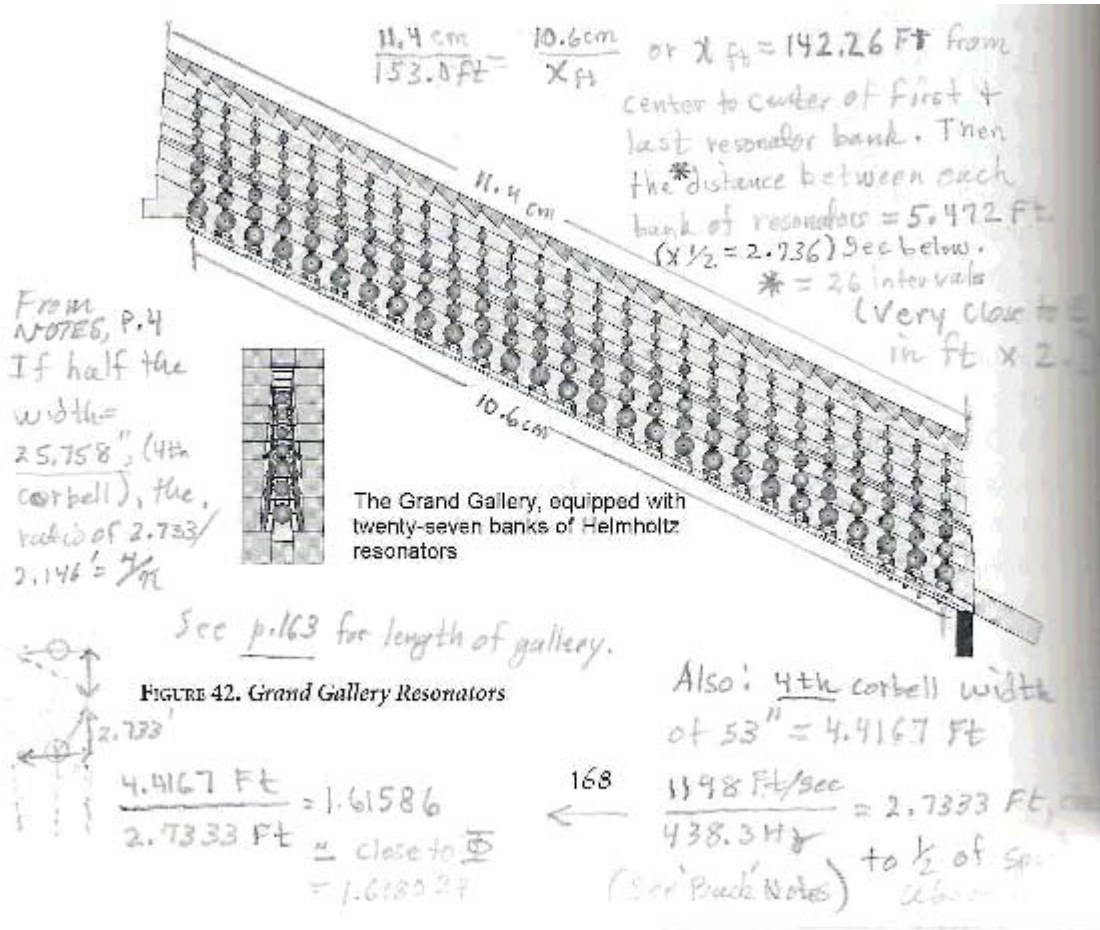 11.4 cm / 153.0 ft = 10.6 cm / X ft or X ft = 142.26 FT from
center to center of first &
last resonator bank. Then
the *distance between each
bank of resonators = 5.472 Ft.
(x 1/2 = 2.736) See below.
* = 26 intervals
(Very close to
in ft x 2.)
11.4 cm
10.6 cm
From
NOTES, P.4
If half the
width=
25.758", (4th
corbell), the
ratio of 2.733/
2.146' = 4/π
The Grand Gallery, equipped with
twenty-seven banks of Helmholtz
resonators
See p.163 for length of gallery.
FIGURE 42. Grand Gallery Resonators
2.733'
4.4167 Ft / 2.7333 Ft = 1.61586
≈ close to Φ
= 1.618034
168
Also: 4th corbell width
of 53" = 4.4167 Ft
1198 Ft/sec / 438.3 Hz = 2.7333 Ft,
to 1/2 of
(See 'Back' Notes)